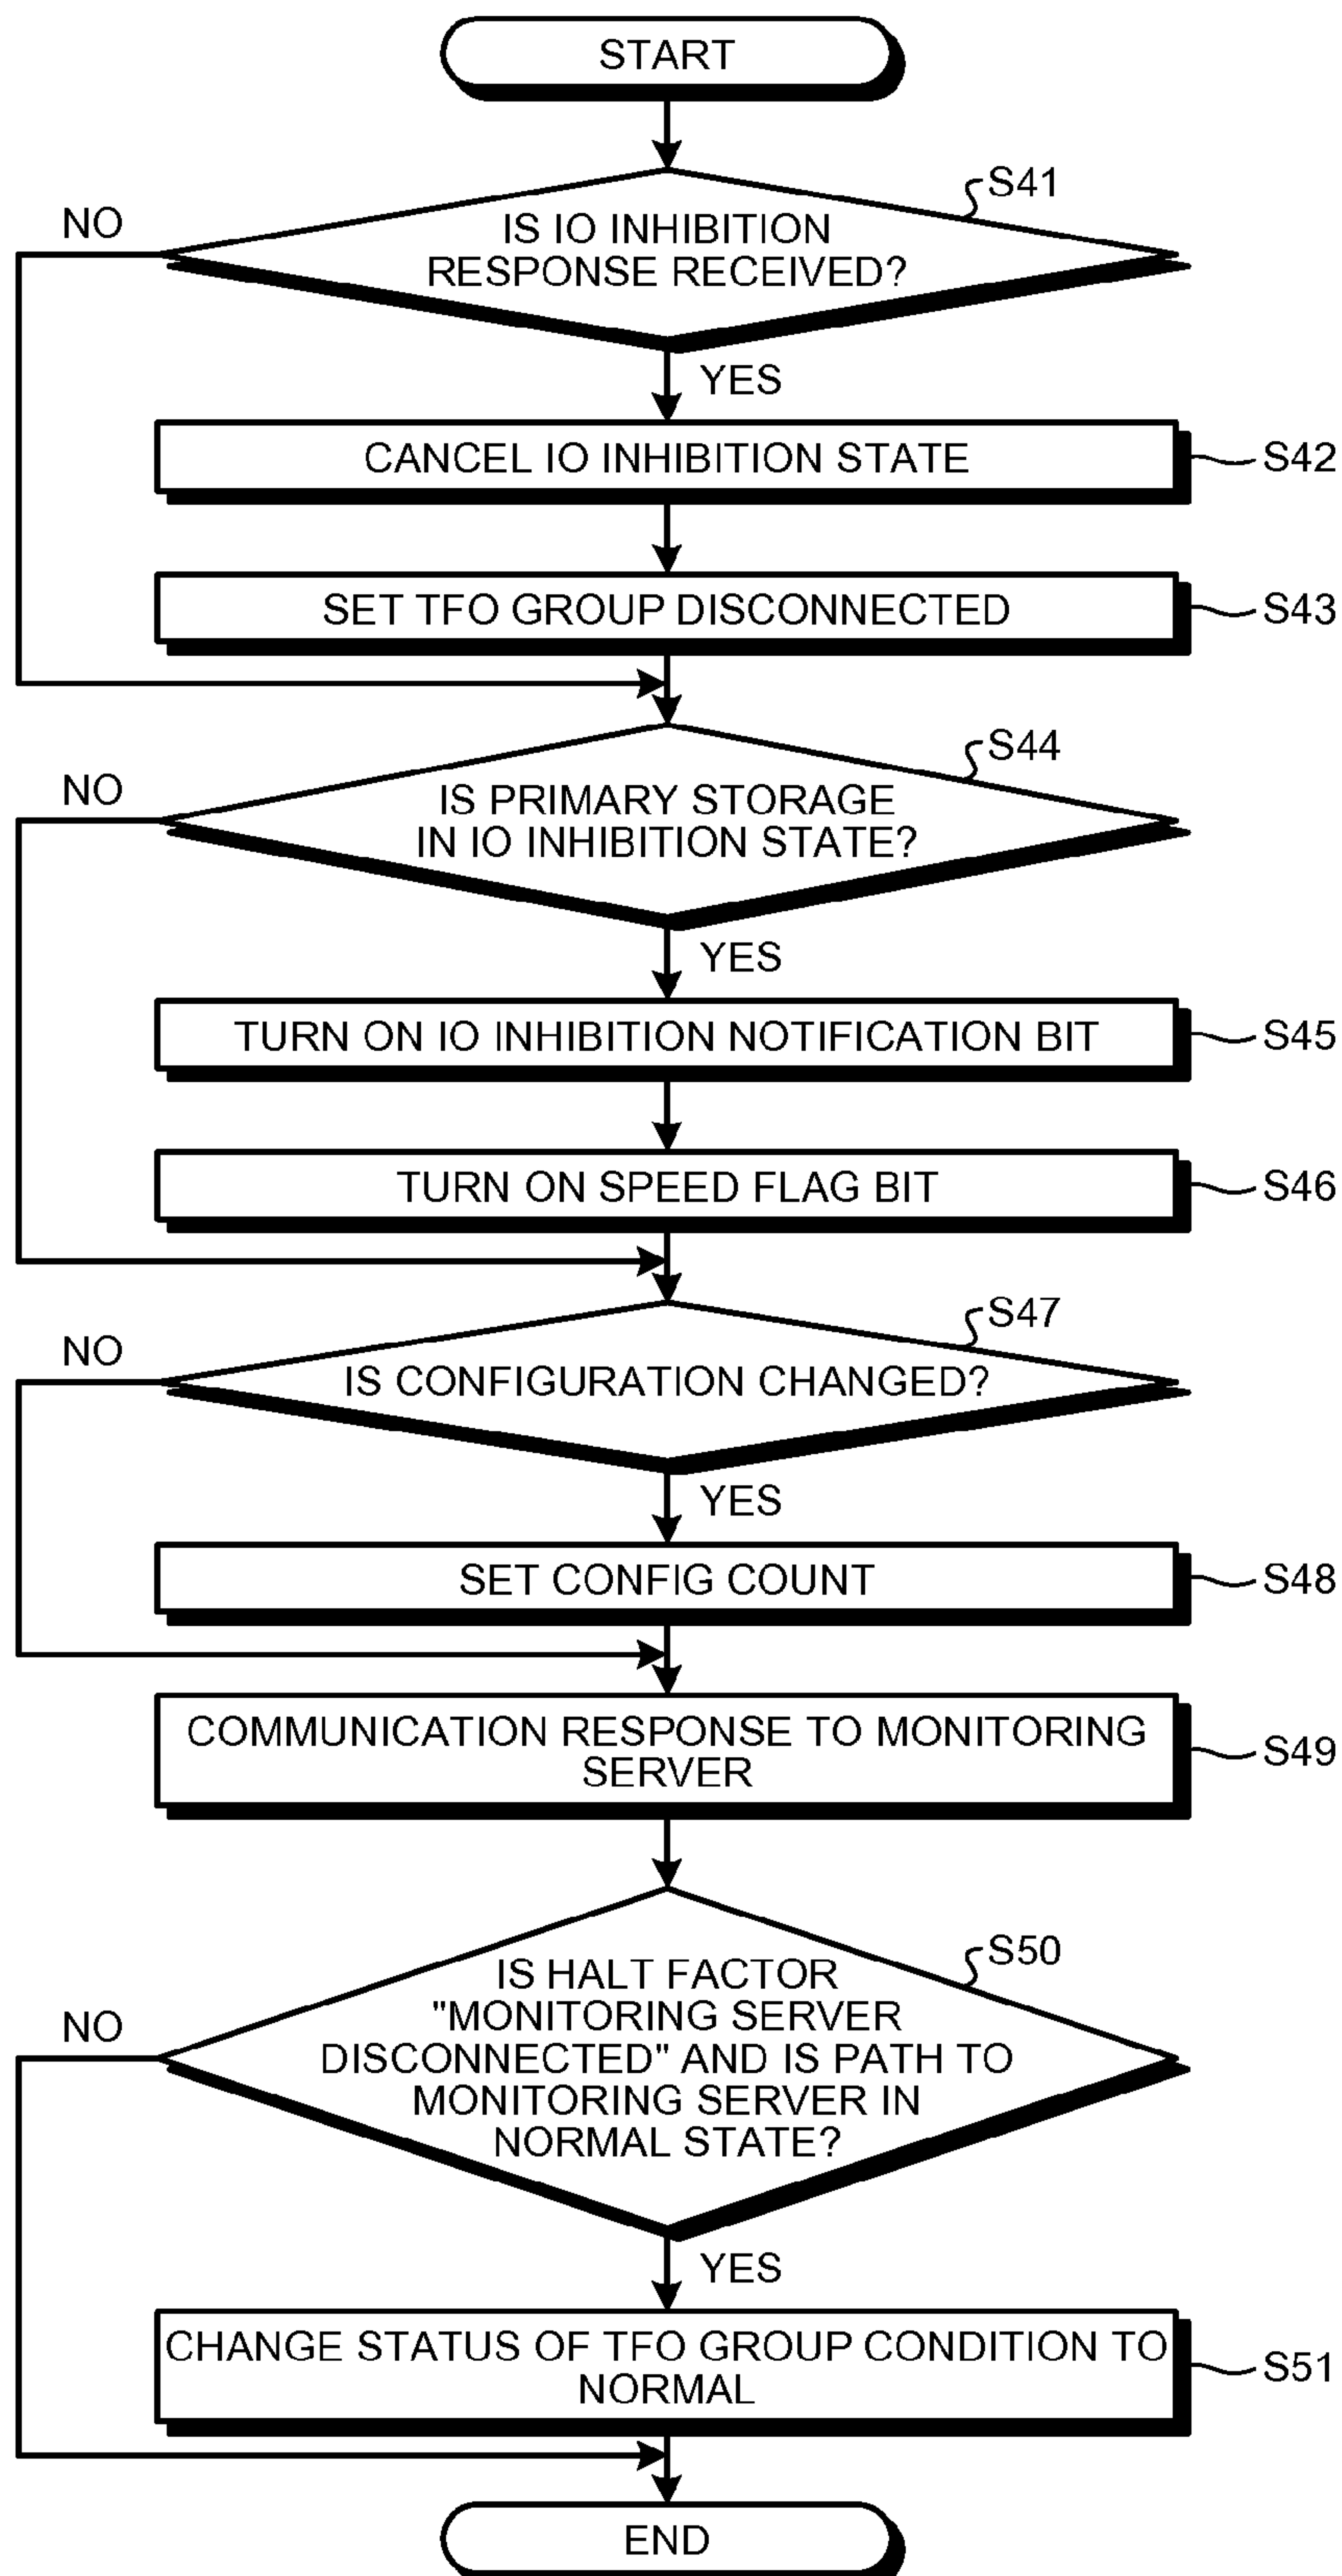 START
S41
NO
IS IO INHIBITION
RESPONSE RECEIVED?
YES
CANCEL IO INHIBITION STATE
S42
SET TFO GROUP DISCONNECTED
S43
S44
NO
IS PRIMARY STORAGE
IN IO INHIBITION STATE?
YES
TURN ON IO INHIBITION NOTIFICATION BIT
S45
TURN ON SPEED FLAG BIT
S46
S47
NO
IS CONFIGURATION CHANGED?
YES
SET CONFIG COUNT
S48
COMMUNICATION RESPONSE TO MONITORING
SERVER
S49
S50
NO
IS HALT FACTOR
"MONITORING SERVER
DISCONNECTED" AND IS PATH TO
MONITORING SERVER IN
NORMAL STATE?
YES
CHANGE STATUS OF TFO GROUP CONDITION TO
NORMAL
S51
END